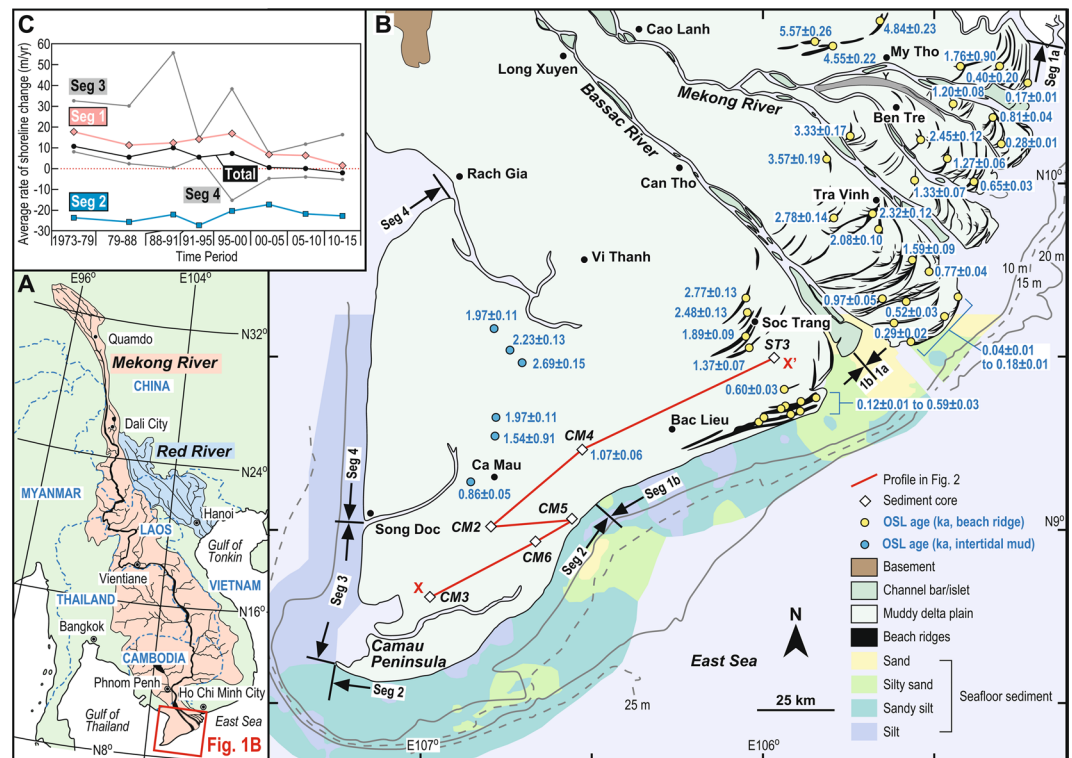 C
Average rate of shoreline change (m/yr)
60
50
40
30
20
10
0
-10
-20
-30
Seg 3
Seg 1
Total
Seg 4
Seg 2
1973-79
79-88
88-91
91-95
95-00
00-05
05-10
10-15
Time Period
A
E96º
E104º
N32º
Quamdo
Mekong River
CHINA
Dali City
Red River
N24º
MYANMAR
Hanoi
LAOS
Gulf of
Tonkin
Vientiane
VIETNAM
THAILAND
N16º
Bangkok
CAMBODIA
Phnom Penh
Ho Chi Minh City
Gulf of
Thailand
East Sea
N8º
Fig. 1B
B
Cao Lanh
Long Xuyen
5.57±0.26
4.84±0.23
4.55±0.22
My Tho
1.76±0.90
Seg 1a
0.40±0.20
1.20±0.08
0.17±0.01
Mekong River
Bassac River
Ben Tre
0.81±0.04
3.33±0.17
2.45±0.12
0.28±0.01
3.57±0.19
1.27±0.06
Rach Gia
Can Tho
0.65±0.03
N10º
1.33±0.07
Tra Vinh
Seg 4
2.78±0.14
2.32±0.12
2.08±0.10
Vi Thanh
1.59±0.09
20 m
10 m
0.77±0.04
15 m
2.77±0.13
0.97±0.05
2.48±0.13
0.52±0.03
1.97±0.11
Soc Trang
0.29±0.02
1.89±0.09
ST3
2.23±0.13
0.04±0.01
to 0.18±0.01
2.69±0.15
1.37±0.07
X'
1b
1a
0.60±0.03
0.12±0.01 to 0.59±0.03
1.97±0.11
Bac Lieu
1.54±0.91
CM4
1.07±0.06
Seg 4
Ca Mau
0.86±0.05
Seg 1b
CM5
Song Doc
CM2
N9º
CM6
Seg 2
Seg 3
X
CM3
Camau
Peninsula
Seg 2
East Sea
25 m
E107º
E106º
N
25 km
Profile in Fig. 2
Sediment core
OSL age (ka, beach ridge)
OSL age (ka, intertidal mud)
Basement
Channel bar/islet
Muddy delta plain
Beach ridges
Sand
Silty sand
Seafloor sediment
Sandy silt
Silt